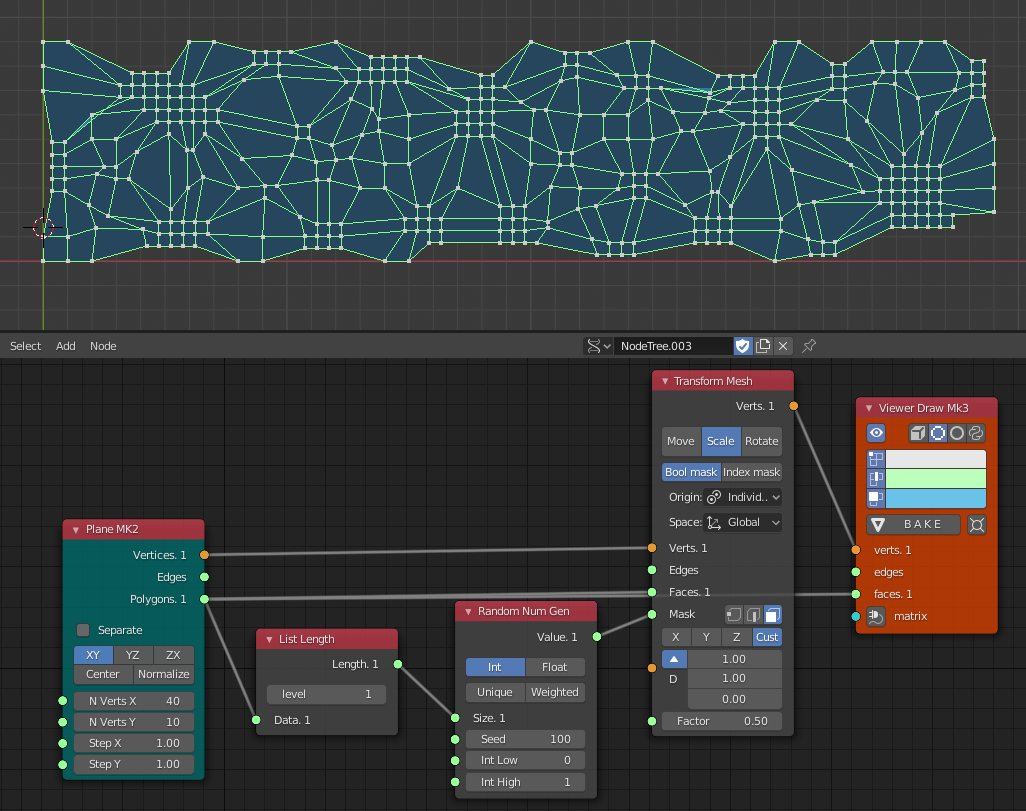 Select Add Node NodeTree.003
Transform Mesh
Verts. 1
Move Scale Rotate
Bool mask Index mask
Origin: Individ..
Space: Global
Verts. 1
Edges
Faces. 1
Mask
X Y Z Cust
1.00
D 1.00
0.00
Factor 0.50
Viewer Draw Mk3
BAKE
verts. 1
edges
faces. 1
matrix
Plane MK2
Vertices. 1
Edges
Polygons. 1
Separate
XY YZ ZX
Center Normalize
N Verts X 40
N Verts Y 10
Step X 1.00
Step Y 1.00
List Length
Length. 1
level 1
Data. 1
Random Num Gen
Value. 1
Int Float
Unique Weighted
Size. 1
Seed 100
Int Low 0
Int High 1